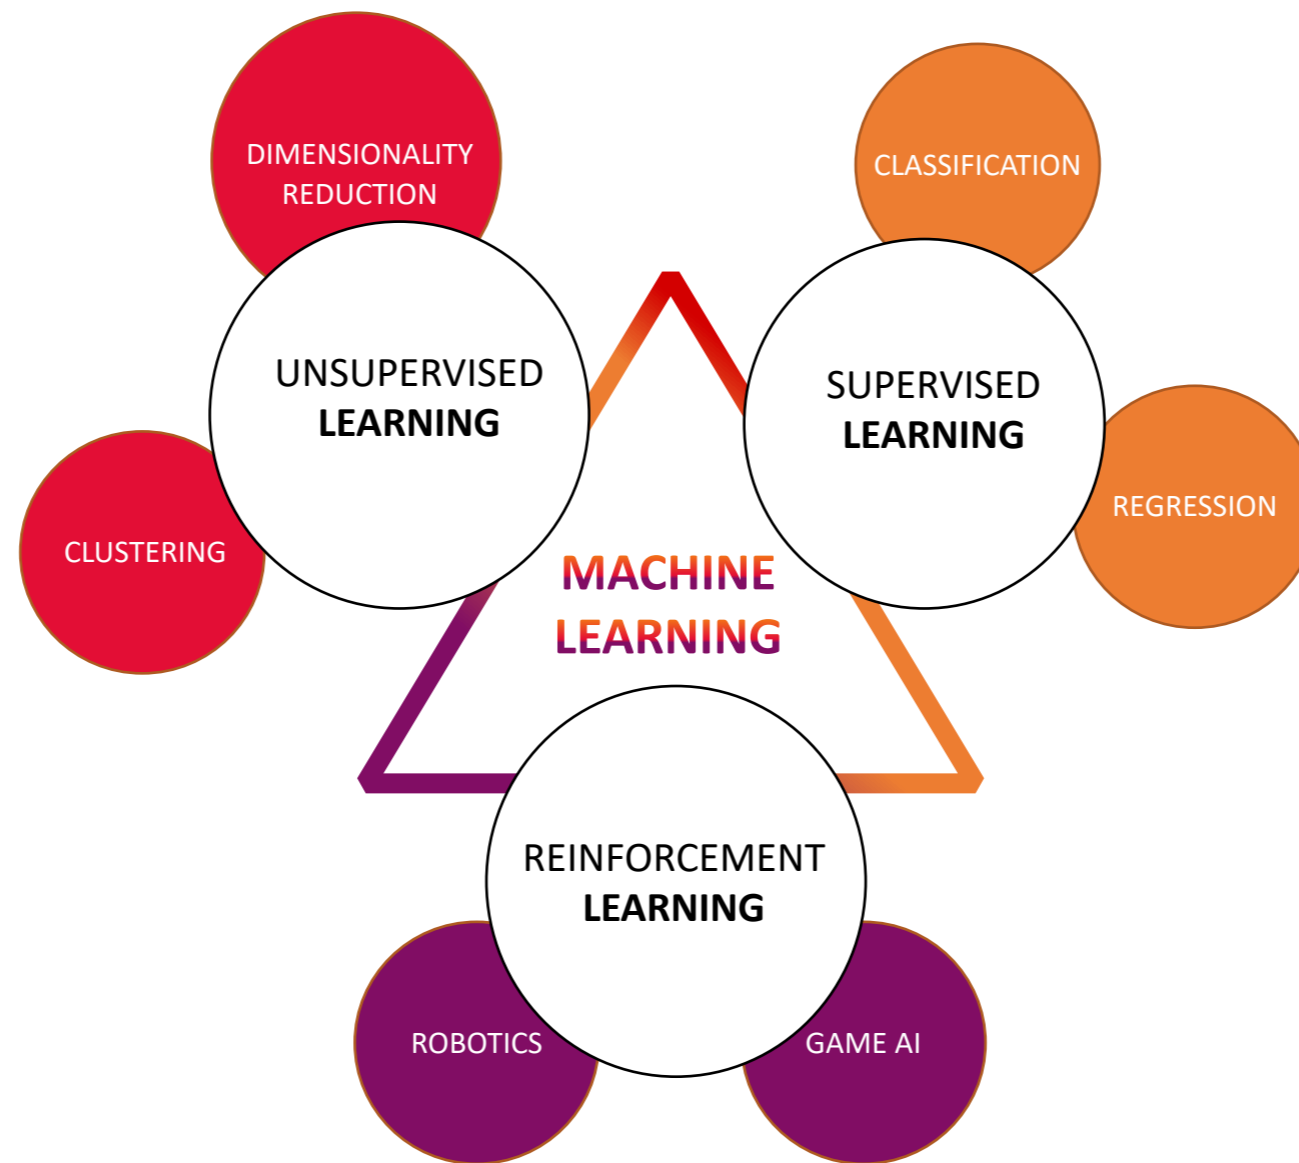 DIMENSIONALITY
REDUCTION
CLASSIFICATION
UNSUPERVISED
LEARNING
SUPERVISED
LEARNING
CLUSTERING
REGRESSION
MACHINE
LEARNING
REINFORCEMENT
LEARNING
ROBOTICS
GAME AI